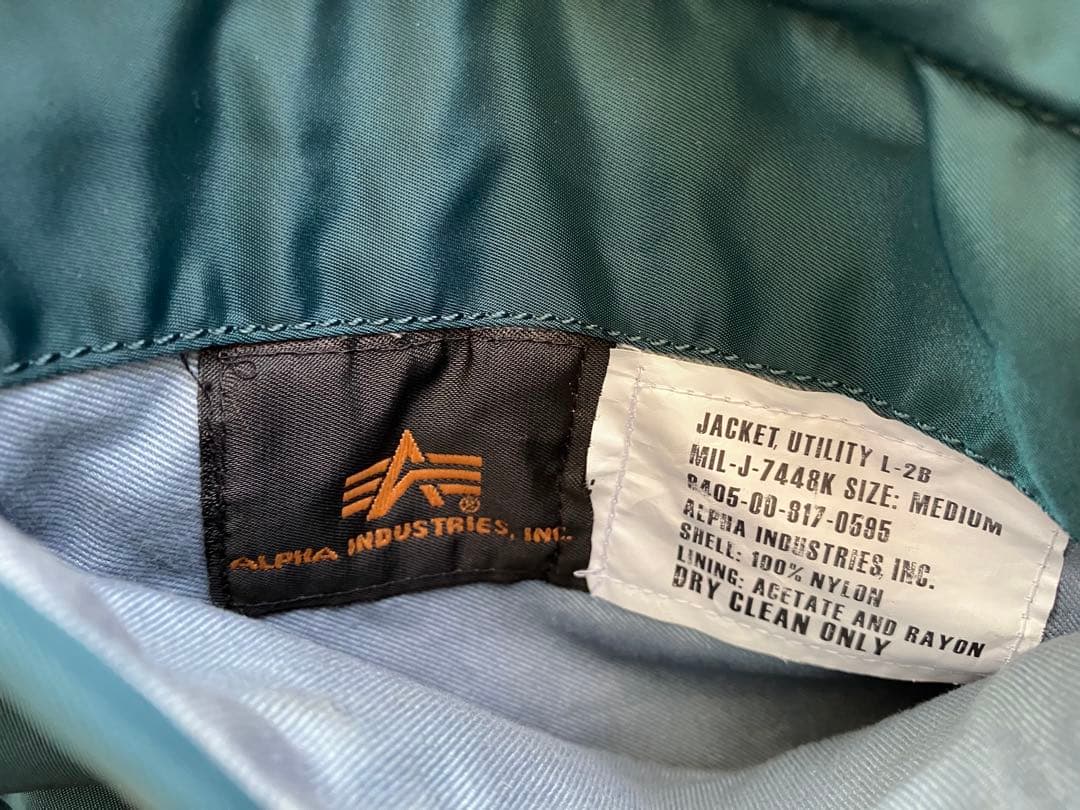 ALPHA INDUSTRIES, INC.
®
JACKET, UTILITY L-2B
MIL-J-7448K SIZE: MEDIUM
8405-00-817-0595
ALPHA INDUSTRIES, INC.
SHELL: 100% NYLON
LINING: ACETATE AND RAYON
DRY CLEAN ONLY